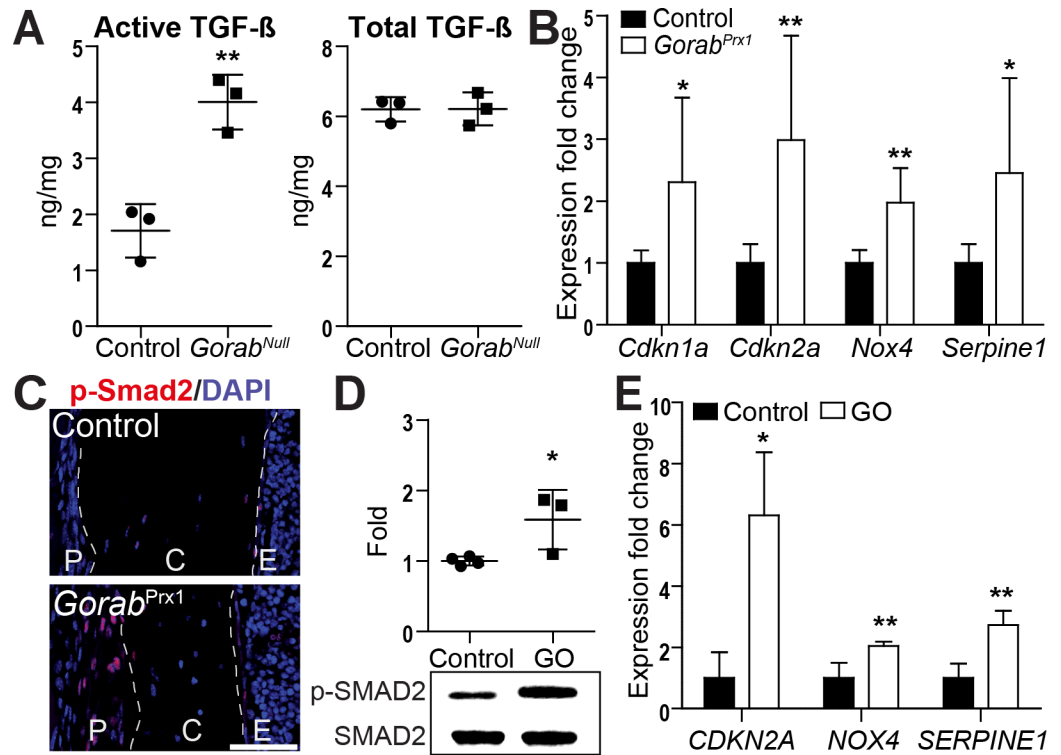 A
Active TGF-ß
Total TGF-ß
ng/mg
5
4
3
2
1
0
**
Control
Gorab^Null
ng/mg
8
6
4
2
0
Control
Gorab^Null
B
Control
Gorab^Prx1
Expression fold change
5
4
3
2
1
0
*
**
**
*
Cdkn1a
Cdkn2a
Nox4
Serpine1
C
p-Smad2/DAPI
Control
P
C
E
Gorab^Prx1
P
C
E
D
Fold
3
2
1
0
*
Control
GO
p-SMAD2
SMAD2
E
Control
GO
Expression fold change
10
8
6
4
2
0
*
**
**
CDKN2A
NOX4
SERPINE1